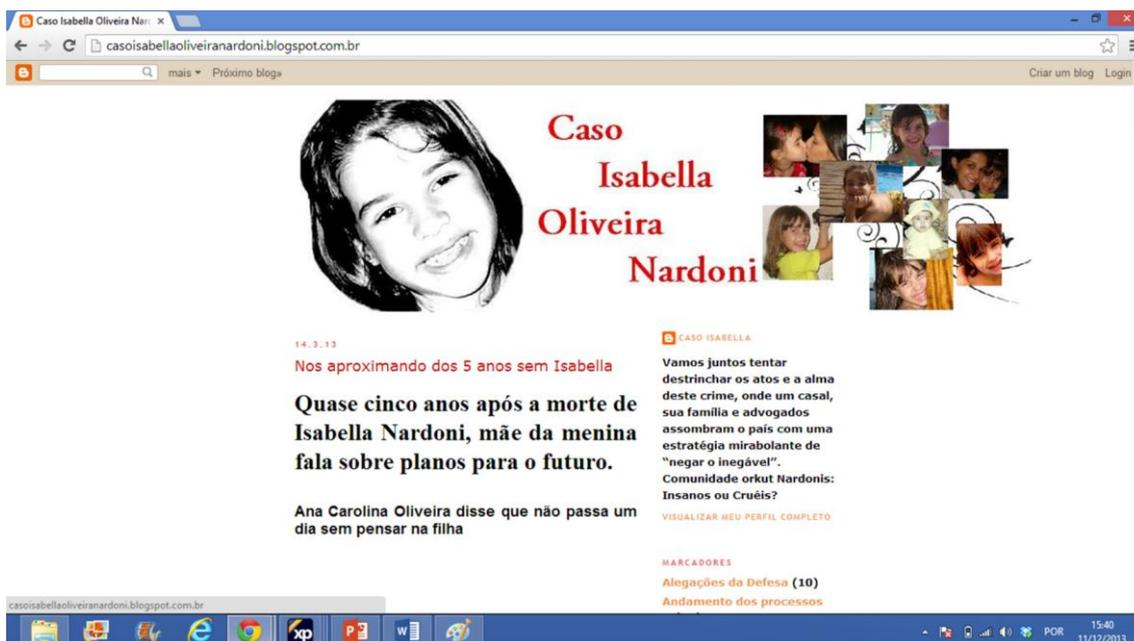 Caso Isabella Oliveira Nar
casoisabellaoliveiranardoni.blogspot.com.br
mais Próximo blog»
Criar um blog Login
Caso
Isabella
Oliveira
Nardoni
14.3.13
Nos aproximando dos 5 anos sem Isabella
Quase cinco anos após a morte de
Isabella Nardoni, mãe da menina
fala sobre planos para o futuro.
Ana Carolina Oliveira disse que não passa um
dia sem pensar na filha
CASO ISABELLA
Vamos juntos tentar
destrinchar os atos e a alma
deste crime, onde um casal,
sua família e advogados
assombram o país com uma
estratégia mirabolante de
“negar o inegável”.
Comunidade orkut Nardonis:
Insanos ou Cruéis?
VISUALIZAR MEU PERFIL COMPLETO
MARCADORES
Alegações da Defesa (10)
Andamento dos processos
casoisabellaoliveiranardoni.blogspot.com.br
xp
POR
15:40
11/12/2013